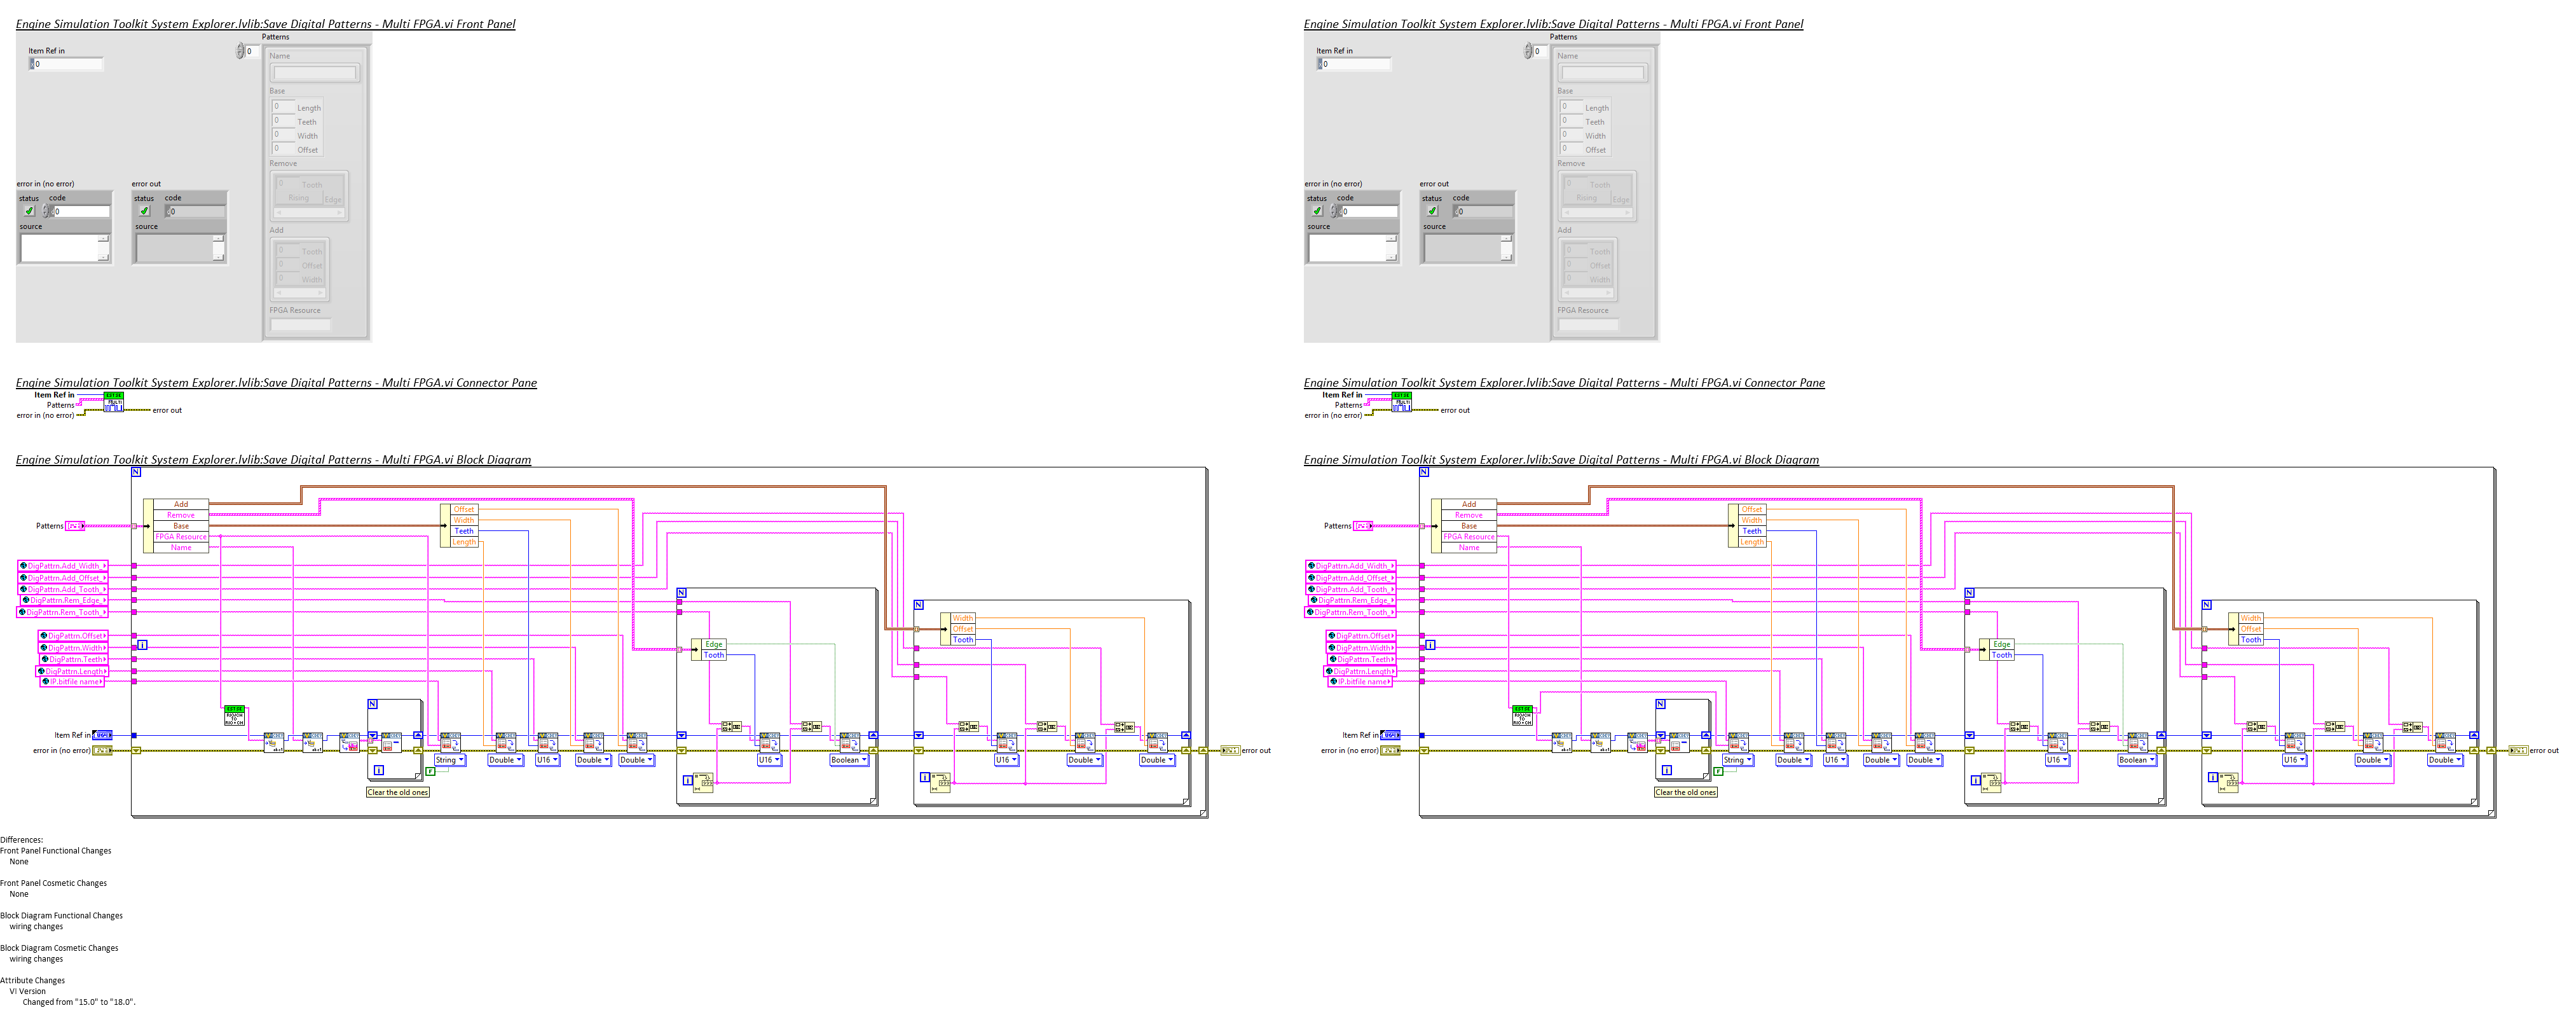 Engine Simulation Toolkit System Explorer.lvlib:Save Digital Patterns - Multi FPGA.vi Front Panel
Item Ref in
0
0
Patterns
Name
Base
0 Length
0 Teeth
0 Width
0 Offset
Remove
0 Tooth
Rising Edge
Add
0 Tooth
0 Offset
0 Width
FPGA Resource
error in (no error)
status code
0
source
error out
status code
0
source
Engine Simulation Toolkit System Explorer.lvlib:Save Digital Patterns - Multi FPGA.vi Connector Pane
Item Ref in
Patterns
error in (no error)
error out
Engine Simulation Toolkit System Explorer.lvlib:Save Digital Patterns - Multi FPGA.vi Block Diagram
N
Patterns
Add
Remove
Base
FPGA Resource
Name
Offset
Width
Teeth
Length
DigPattrn.Add_Width_
DigPattrn.Add_Offset_
DigPattrn.Add_Tooth_
DigPattrn.Rem_Edge_
DigPattrn.Rem_Tooth_
DigPattrn.Offset
DigPattrn.Width
DigPattrn.Teeth
DigPattrn.Length
IP.bitfile name
i
N
Edge
Tooth
N
Width
Offset
Tooth
N
Item Ref in
error in (no error)
error out
String
Double
U16
Double
Double
U16
Boolean
U16
Double
Double
i
F
i
i
Clear the old ones
Engine Simulation Toolkit System Explorer.lvlib:Save Digital Patterns - Multi FPGA.vi Front Panel
Item Ref in
0
0
Patterns
Name
Base
0 Length
0 Teeth
0 Width
0 Offset
Remove
0 Tooth
Rising Edge
Add
0 Tooth
0 Offset
0 Width
FPGA Resource
error in (no error)
status code
0
source
error out
status code
0
source
Engine Simulation Toolkit System Explorer.lvlib:Save Digital Patterns - Multi FPGA.vi Connector Pane
Item Ref in
Patterns
error in (no error)
error out
Engine Simulation Toolkit System Explorer.lvlib:Save Digital Patterns - Multi FPGA.vi Block Diagram
N
Patterns
Add
Remove
Base
FPGA Resource
Name
Offset
Width
Teeth
Length
DigPattrn.Add_Width_
DigPattrn.Add_Offset_
DigPattrn.Add_Tooth_
DigPattrn.Rem_Edge_
DigPattrn.Rem_Tooth_
DigPattrn.Offset
DigPattrn.Width
DigPattrn.Teeth
DigPattrn.Length
IP.bitfile name
i
N
Edge
Tooth
N
Width
Offset
Tooth
N
Item Ref in
error in (no error)
error out
String
Double
U16
Double
Double
U16
Boolean
U16
Double
Double
i
F
i
i
Clear the old ones
Differences:
Front Panel Functional Changes
None
Front Panel Cosmetic Changes
None
Block Diagram Functional Changes
wiring changes
Block Diagram Cosmetic Changes
wiring changes
Attribute Changes
VI Version
Changed from "15.0" to "18.0".